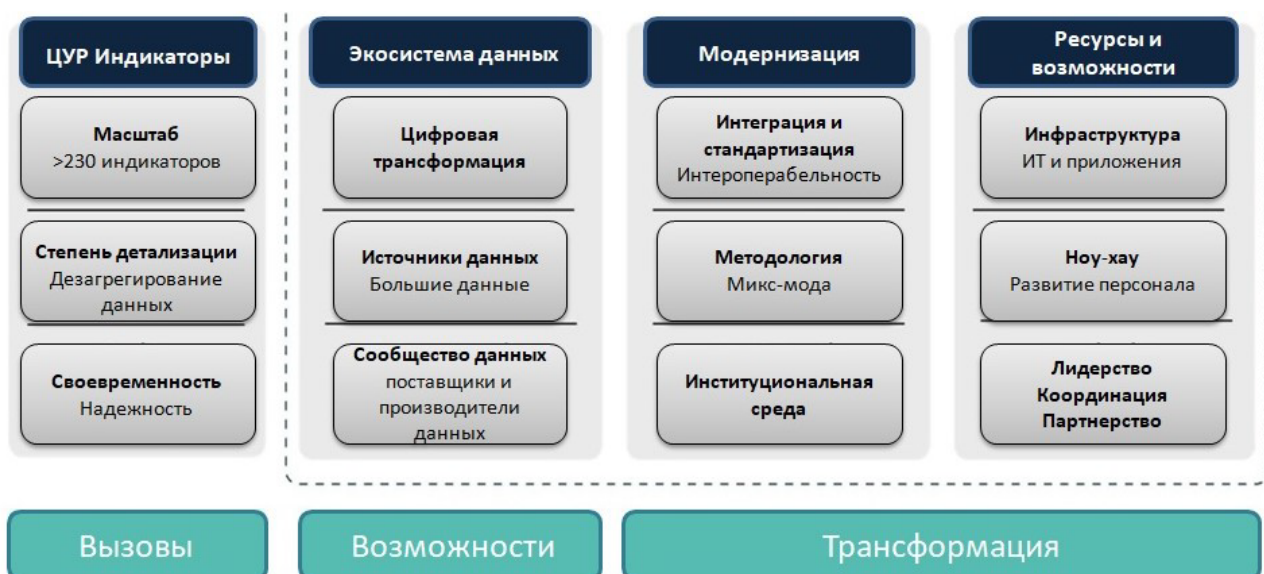 ЦУР Индикаторы
Масштаб
>230 индикаторов
Степень детализации
Дезагрегирование
данных
Своевременность
Надежность
Экосистема данных
Цифровая
трансформация
Источники данных
Большие данные
Сообщество данных
поставщики и
производители
данных
Модернизация
Интеграция и
стандартизация
Интероперабельность
Методология
Микс-мода
Институциональная
среда
Ресурсы и
возможности
Инфраструктура
ИТ и приложения
Ноу-хау
Развитие персонала
Лидерство
Координация
Партнерство
Вызовы
Возможности
Трансформация